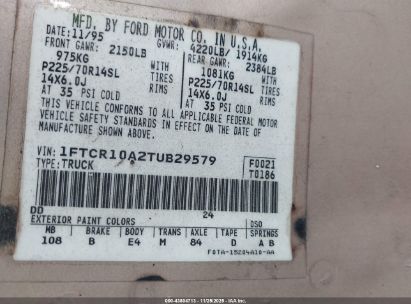 MFD. BY FORD MOTOR CO. IN U.S.A.
DATE: 11/95 GVWR: 4220LB/ 1914KG
FRONT GAWR: 2150LB REAR GAWR: 2384LB
975KG WITH 1081KG WITH
P225/70R14SL TIRES P225/70R14SL TIRES
14X6.0J RIMS 14X6.0J RIMS
AT 35 PSI COLD AT 35 PSI COLD
THIS VEHICLE CONFORMS TO ALL APPLICABLE FEDERAL MOTOR
VEHICLE SAFETY STANDARDS IN EFFECT ON THE DATE OF
MANUFACTURE SHOWN ABOVE.
VIN: 1FTCR10A2TUB29579 F0021
TYPE: TRUCK T0186
DD 24
EXTERIOR PAINT COLORS DSO
MB BRAKE BODY TRANS AXLE TAPE SPRINGS
108 B E4 M 84 D A B